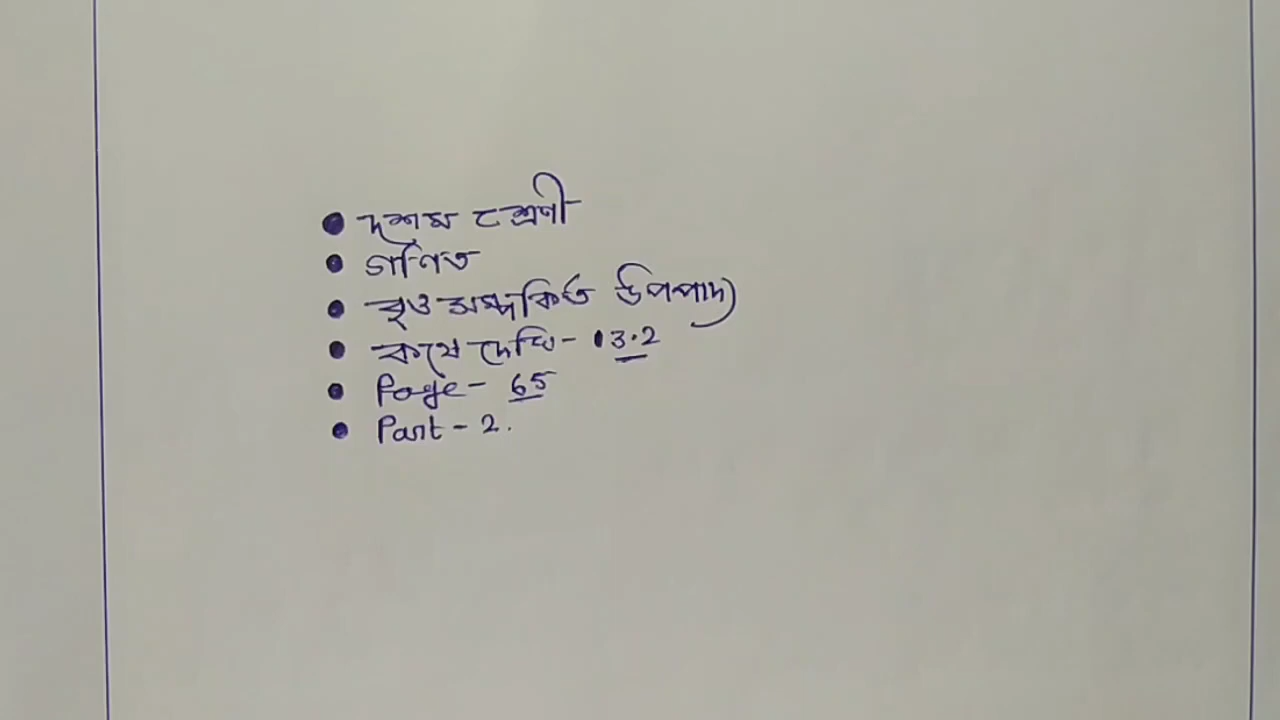 • দশম শ্রেণী
• গণিত
• বৃত্ত সম্পর্কিত উপপাদ্য
• কষে দেখি - 3.2
• Page - 65
• Part - 2.